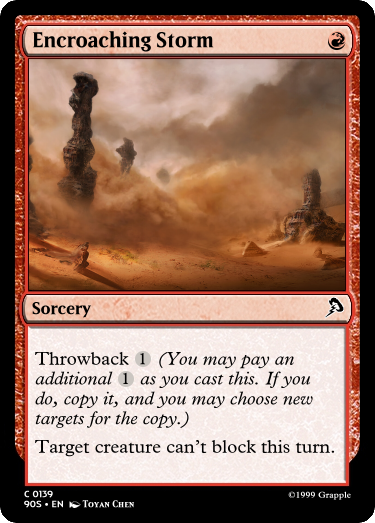 Encroaching Storm
Sorcery
Throwback 1 (You may pay an
additional 1 as you cast this. If you
do, copy it, and you may choose new
targets for the copy.)
Target creature can't block this turn.
C 0139
90S • EN Toyan Chen
©1999 Grapple